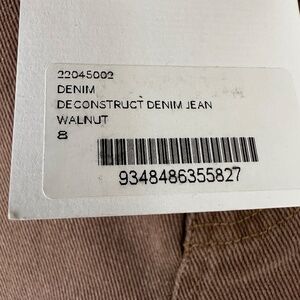 22045002
DENIM
DECONSTRUCT DENIM JEAN
WALNUT
8
9348486355827